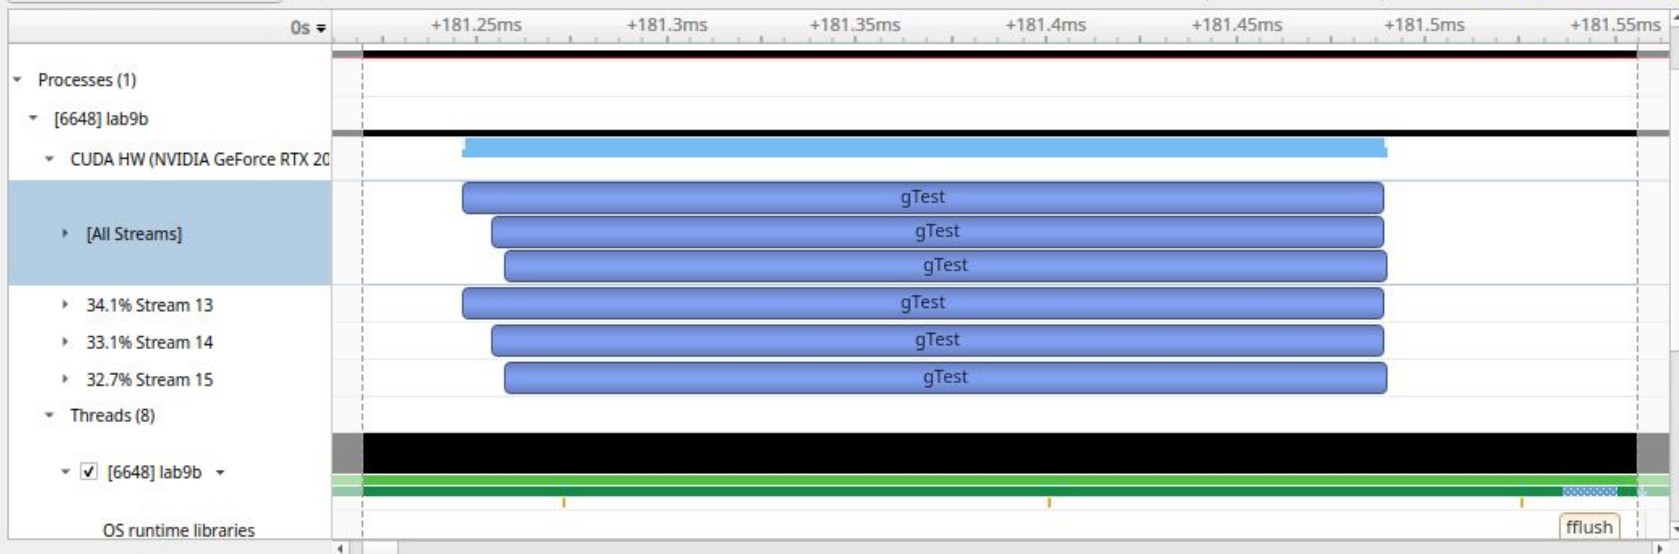 0s +181.25ms +181.3ms +181.35ms +181.4ms +181.45ms +181.5ms +181.55ms
Processes (1)
[6648] lab9b
CUDA HW (NVIDIA GeForce RTX 20
gTest
[All Streams] gTest
gTest
34.1% Stream 13 gTest
33.1% Stream 14 gTest
32.7% Stream 15 gTest
Threads (8)
[6648] lab9b
OS runtime libraries fflush